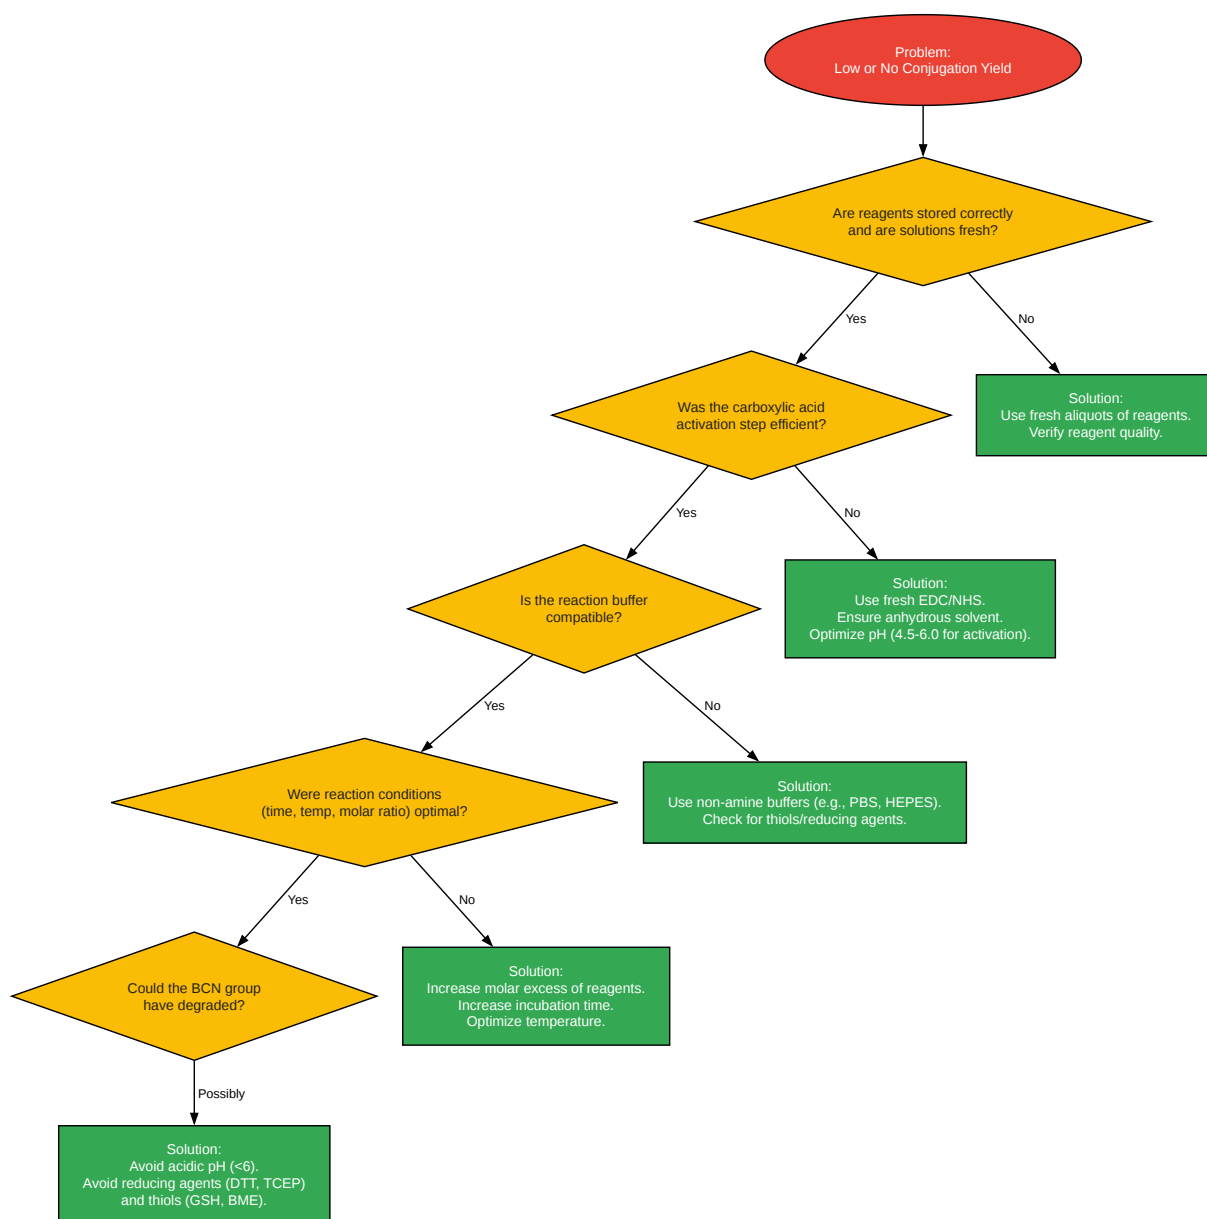 Problem:
Low or No Conjugation Yield
Are reagents stored correctly
and are solutions fresh?
Yes
No
Solution:
Use fresh aliquots of reagents.
Verify reagent quality.
Was the carboxylic acid
activation step efficient?
Yes
No
Solution:
Use fresh EDC/NHS.
Ensure anhydrous solvent.
Optimize pH (4.5-6.0 for activation).
Is the reaction buffer
compatible?
Yes
No
Solution:
Use non-amine buffers (e.g., PBS, HEPES).
Check for thiols/reducing agents.
Were reaction conditions
(time, temp, molar ratio) optimal?
Yes
No
Solution:
Increase molar excess of reagents.
Increase incubation time.
Optimize temperature.
Could the BCN group
have degraded?
Possibly
Solution:
Avoid acidic pH (<6).
Avoid reducing agents (DTT, TCEP)
and thiols (GSH, BME).